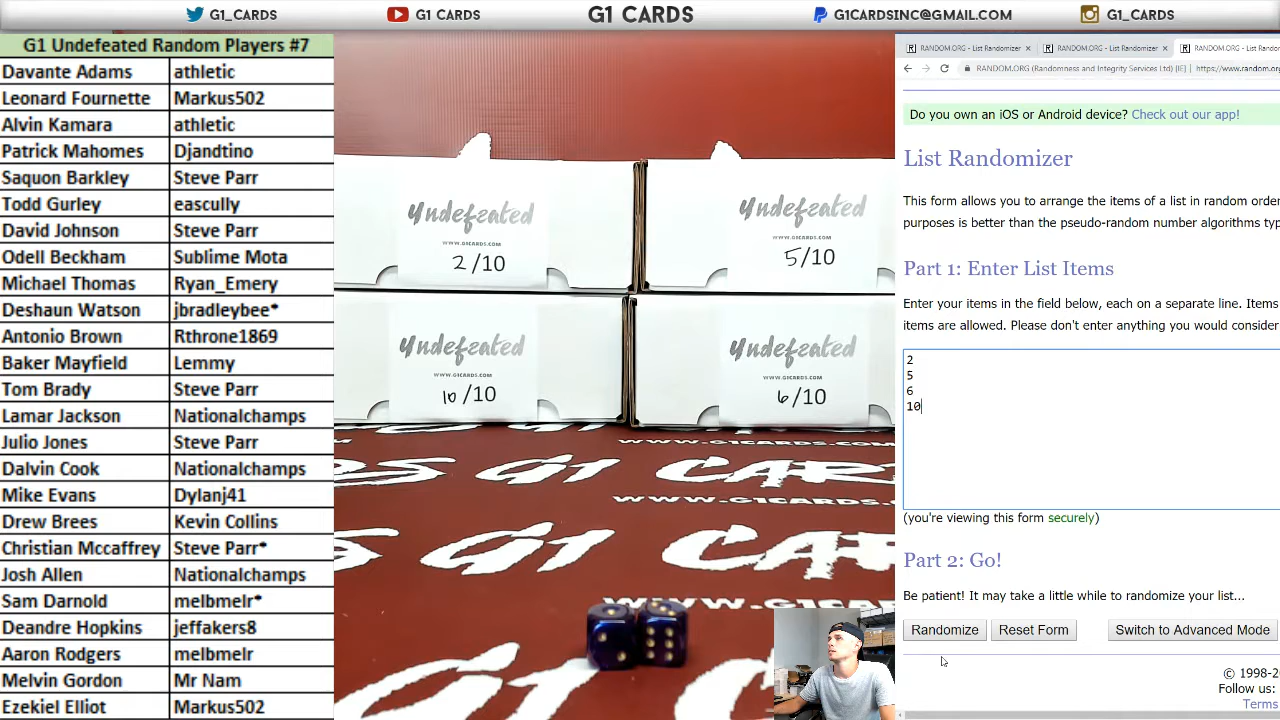 G1_CARDS
G1 CARDS
G1 CARDS
G1CARDSINC@GMAIL.COM
G1_CARDS
G1 Undefeated Random Players #7
Davante Adams athletic
Leonard Fournette Markus502
Alvin Kamara athletic
Patrick Mahomes Djandtino
Saquon Barkley Steve Parr
Todd Gurley eascully
David Johnson Steve Parr
Odell Beckham Sublime Mota
Michael Thomas Ryan_Emery
Deshaun Watson jbradleybee*
Antonio Brown Rthrone1869
Baker Mayfield Lemmy
Tom Brady Steve Parr
Lamar Jackson Nationalchamps
Julio Jones Steve Parr
Dalvin Cook Nationalchamps
Mike Evans Dylanj41
Drew Brees Kevin Collins
Christian Mccaffrey Steve Parr*
Josh Allen Nationalchamps
Sam Darnold melbmelr*
Deandre Hopkins jeffakers8
Aaron Rodgers melbmelr
Melvin Gordon Mr Nam
Ezekiel Elliot Markus502
Undefeated
WWW.G1CARDS.COM
2/10
Undefeated
WWW.G1CARDS.COM
5/10
Undefeated
WWW.G1CARDS.COM
10/10
Undefeated
WWW.G1CARDS.COM
6/10
WWW.G1CARDS
DS G1 CART
WWW.G1CARDS.COM
G1 CAR
WWW.G1CARDS
RANDOM.ORG - List Randomizer
RANDOM.ORG - List Randomizer
RANDOM.ORG - List Rando
RANDOM.ORG (Randomness and Integrity Services Ltd) [IE] https://www.random.or
Do you own an iOS or Android device? Check out our app!
List Randomizer
This form allows you to arrange the items of a list in random orde
purposes is better than the pseudo-random number algorithms typ
Part 1: Enter List Items
Enter your items in the field below, each on a separate line. Items
items are allowed. Please don't enter anything you would consider
2
5
6
10
(you're viewing this form securely)
Part 2: Go!
Be patient! It may take a little while to randomize your list...
Randomize
Reset Form
Switch to Advanced Mode
© 1998-2
Follow us:
Terms